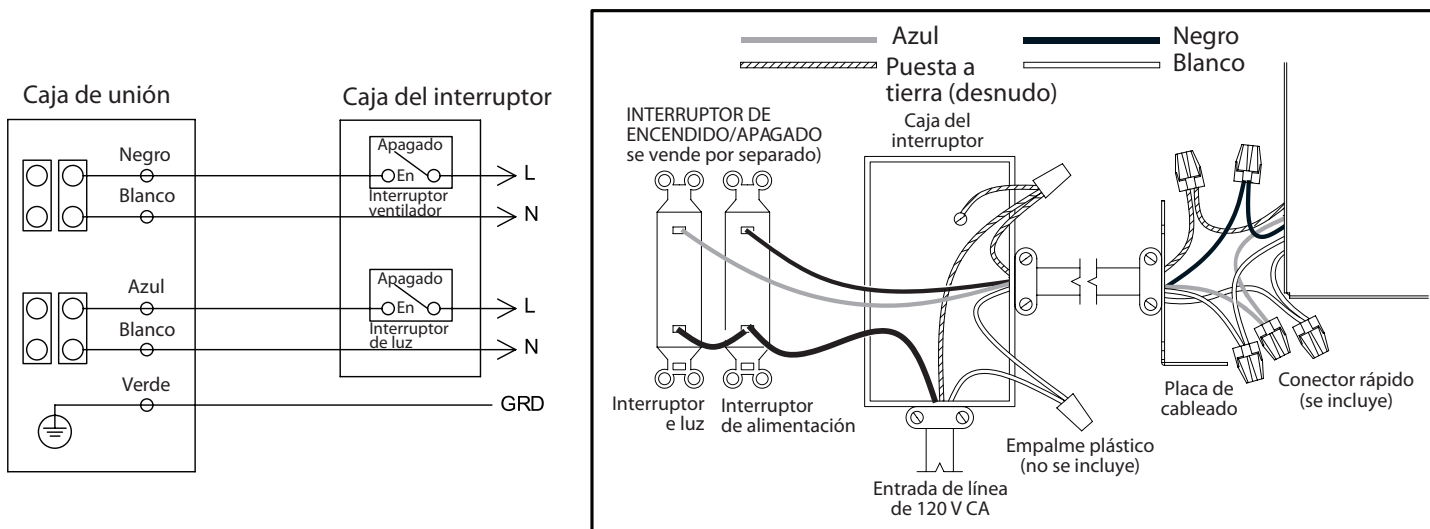 Caja de unión
Caja del interruptor
Negro
Blanco
Apagado
En
Interruptor
ventilador
L
N
Azul
Blanco
Apagado
En
Interruptor
de luz
L
N
Verde
GRD
Azul
Negro
Puesta a
tierra (desnudo)
Blanco
INTERRUPTOR DE
ENCENDIDO/APAGADO
se vende por separado)
Caja del
interruptor
Interruptor
e luz
Interruptor
de alimentación
Entrada de línea
de 120 V CA
Empalme plástico
(no se incluye)
Placa de
cableado
Conector rápido
(se incluye)